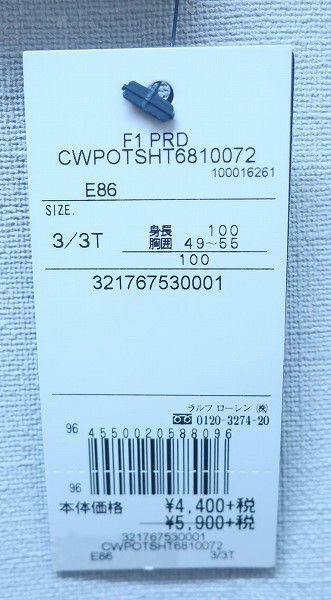 F1 PRD
CWPOTSHT6810072
100016261
E86
SIZE.
3/3T
身長 100
胸囲 49~55
100
321767530001
ラルフ ローレン (株)
0120-3274-20
96
4550020588096
96
本体価格 ¥4,400+税
¥5,900+税
321767530001
CWPOTSHT6810072
E86 3/3T